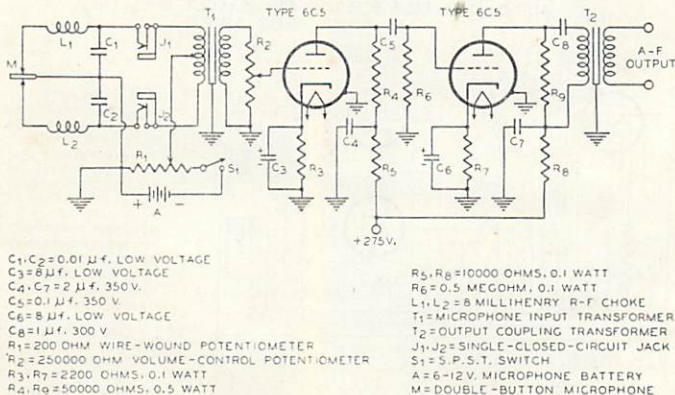 TYPE 6C5
TYPE 6C5
T₁
T₂
L₁
C₁
J₁
R₂
C₅
C₈
M
R₄
R₆
R₉
A-F
OUTPUT
C₂
J₂
L₂
C₃
R₃
C₄
R₅
C₆
R₇
C₇
R₈
R₁
S₁
+ A -
+275V.
C₁,C₂=0.01 μf. LOW VOLTAGE
C₃=8μf. LOW VOLTAGE
C₄,C₇=2 μf. 350 V.
C₅=0.1 μf. 350 V.
C₆=8 μf. LOW VOLTAGE
C₈=1 μf. 300 V
R₁=200 OHM WIRE-WOUND POTENTIOMETER
R₂=250000 OHM VOLUME-CONTROL POTENTIOMETER
R₃,R₇=2200 OHMS, 0.1 WATT
R₄,R₉=50000 OHMS, 0.5 WATT
R₅,R₈=10000 OHMS, 0.1 WATT
R₆=0.5 MEGOHM, 0.1 WATT
L₁,L₂=8 MILLIHENRY R-F CHOKE
T₁=MICROPHONE INPUT TRANSFORMER
T₂=OUTPUT COUPLING TRANSFORMER
J₁,J₂=SINGLE-CLOSED-CIRCUIT JACK
S₁=S.P.S.T. SWITCH
A=6-12V. MICROPHONE BATTERY
M=DOUBLE-BUTTON MICROPHONE